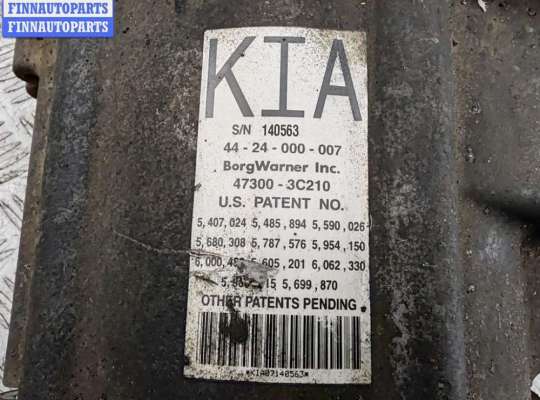 FINNAUTOPARTS
FINNAUTOPARTS
KIA
S/N 140563
44-24-000-007
BorgWarner Inc.
47300-3C210
U.S. PATENT NO.
5,407,024 5,485,894 5,590,026
5,680,308 5,787,576 5,954,150
,605,201 6,062,330
5,699,870
OTHER PATENTS PENDING
*KIA07140563*